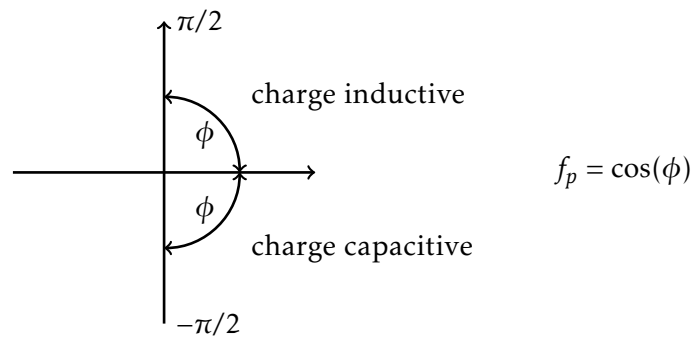 π/2
charge inductive
ϕ
f_p = cos(ϕ)
ϕ
charge capacitive
−π/2